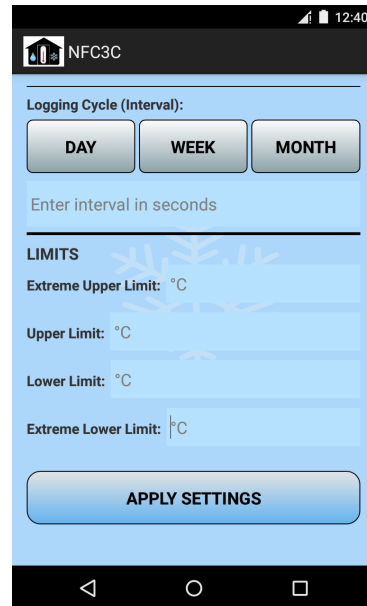 12:40
NFC3C
Logging Cycle (Interval):
DAY WEEK MONTH
Enter interval in seconds
LIMITS
Extreme Upper Limit: °C
Upper Limit: °C
Lower Limit: °C
Extreme Lower Limit: °C
APPLY SETTINGS